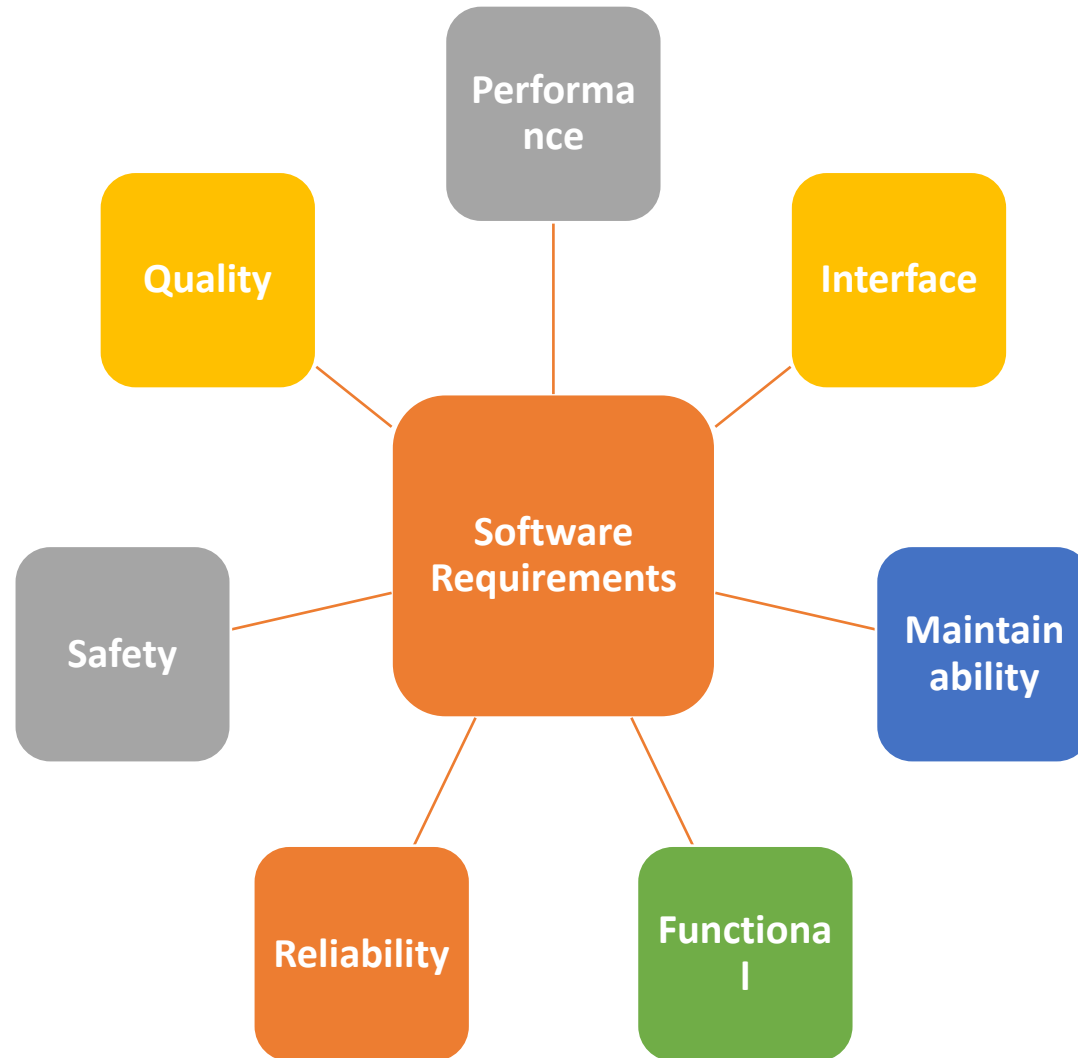 Performa
nce
Quality
Interface
Software
Requirements
Safety
Maintain
ability
Reliability
Functiona
l